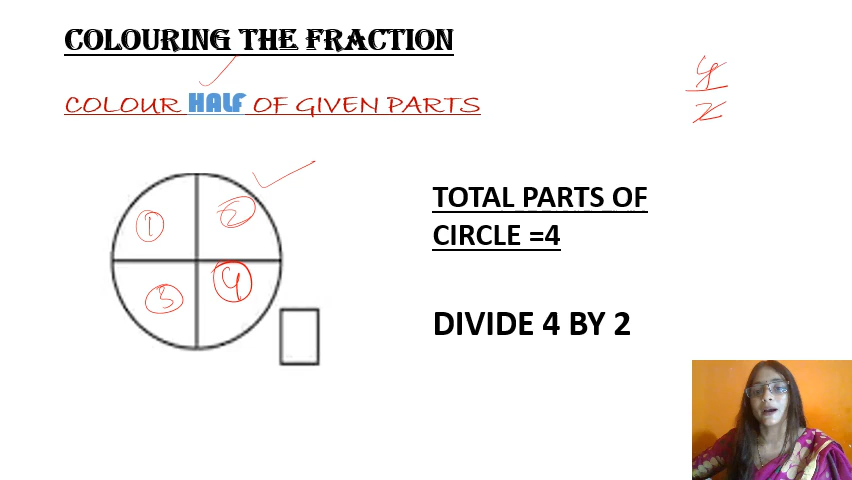 COLOURING THE FRACTION
COLOUR HALF OF GIVEN PARTS
4
2
1
2
3
4
TOTAL PARTS OF
CIRCLE =4
DIVIDE 4 BY 2